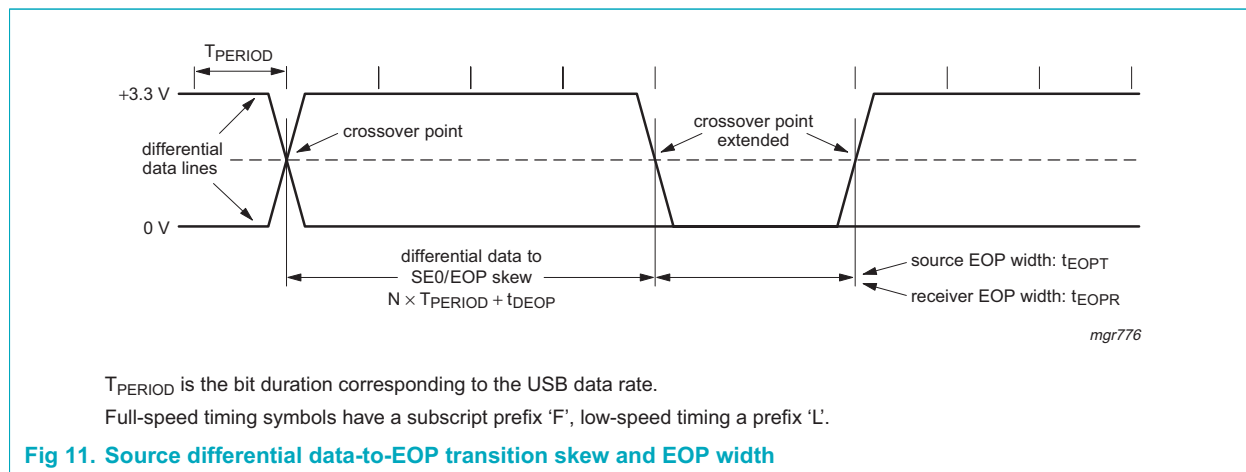 TPERIOD
+3.3 V
crossover point
crossover point
extended
differential
data lines
0 V
differential data to
SE0/EOP skew
N × TPERIOD + tDEOP
source EOP width: tEOPT
receiver EOP width: tEOPR
mgr776
TPERIOD is the bit duration corresponding to the USB data rate.
Full-speed timing symbols have a subscript prefix ‘F’, low-speed timing a prefix ‘L’.
Fig 11. Source differential data-to-EOP transition skew and EOP width